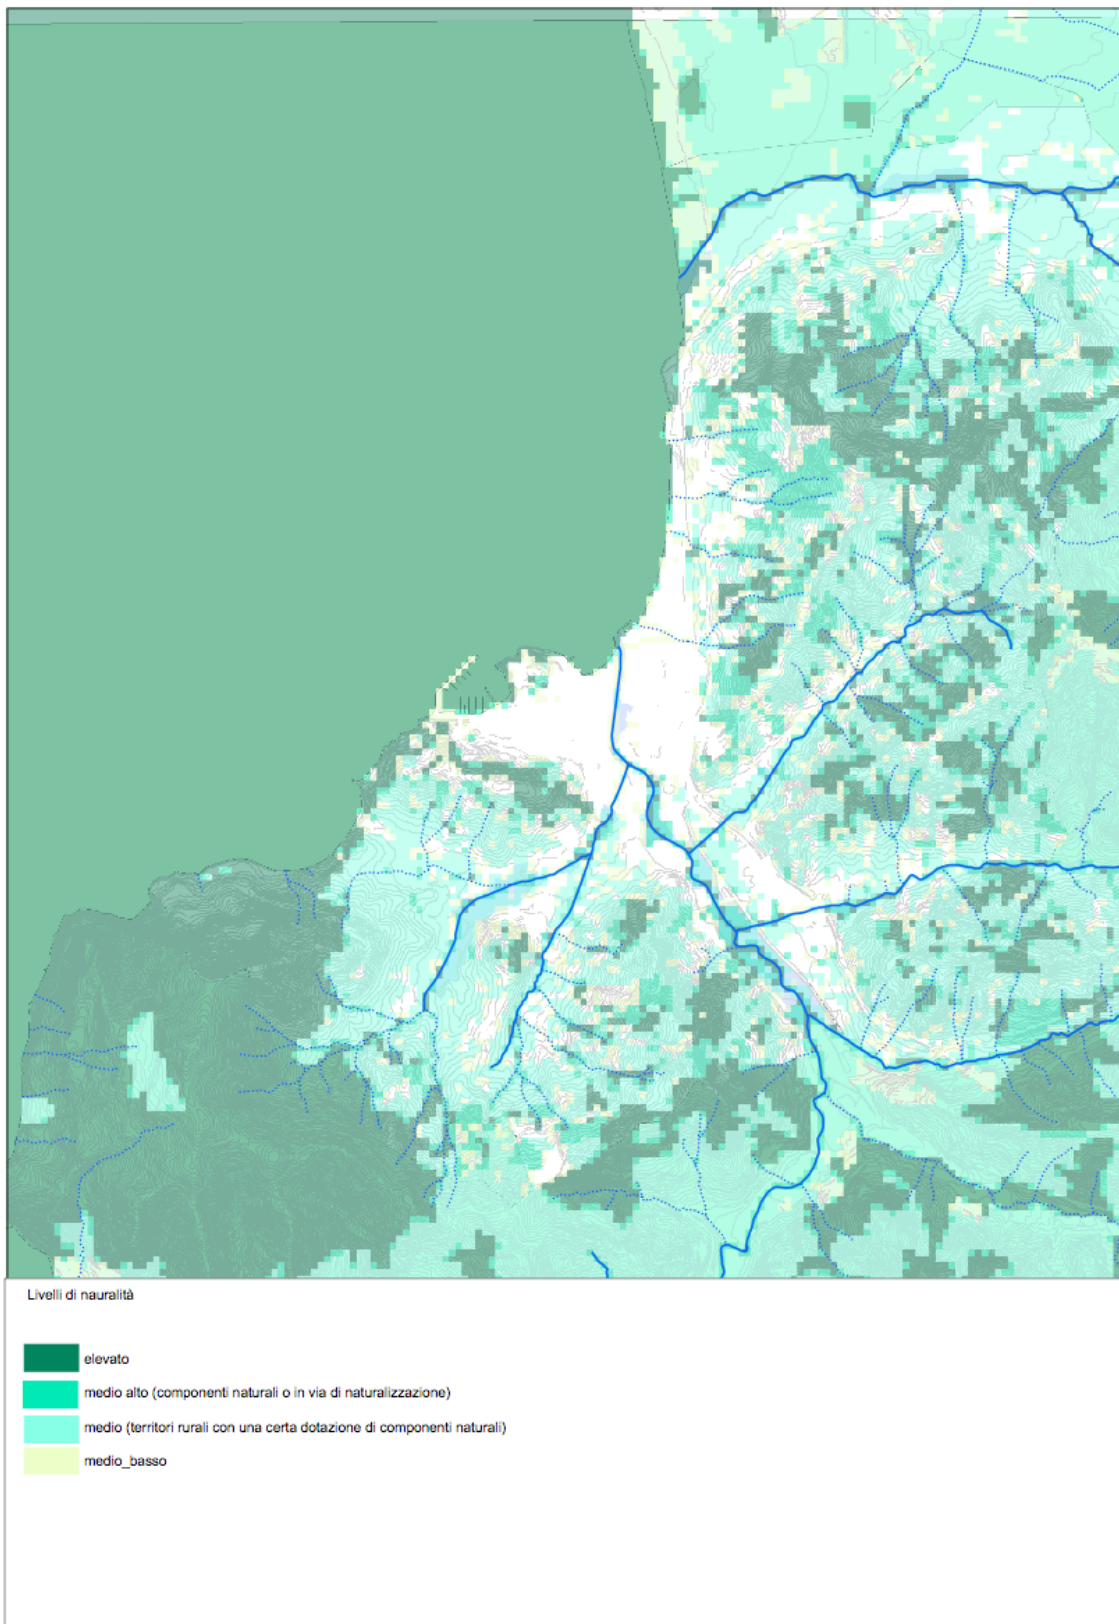 Livelli di nauralità
elevato
medio alto (componenti naturali o in via di naturalizzazione)
medio (territori rurali con una certa dotazione di componenti naturali)
medio_basso